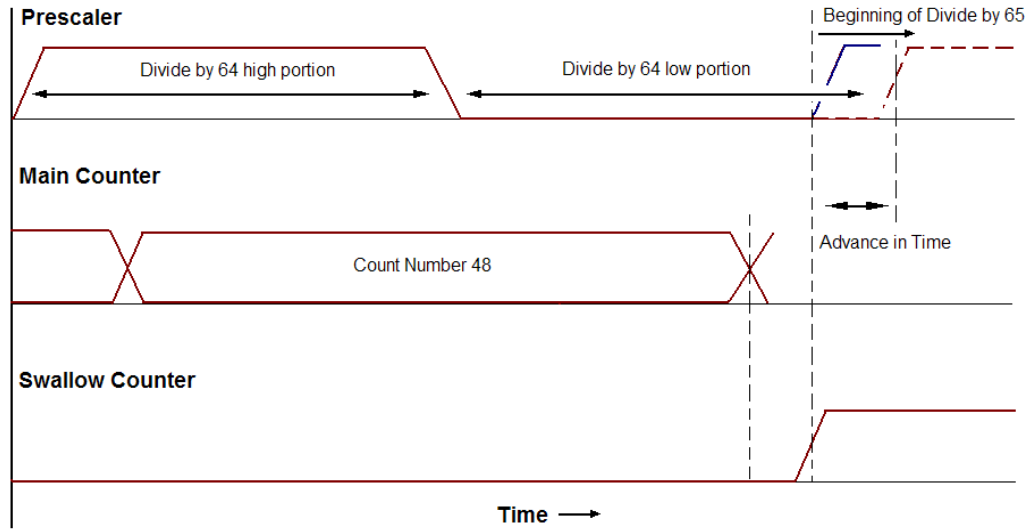 Prescaler
Beginning of Divide by 65
Divide by 64 high portion
Divide by 64 low portion
Main Counter
Advance in Time
Count Number 48
Swallow Counter
Time